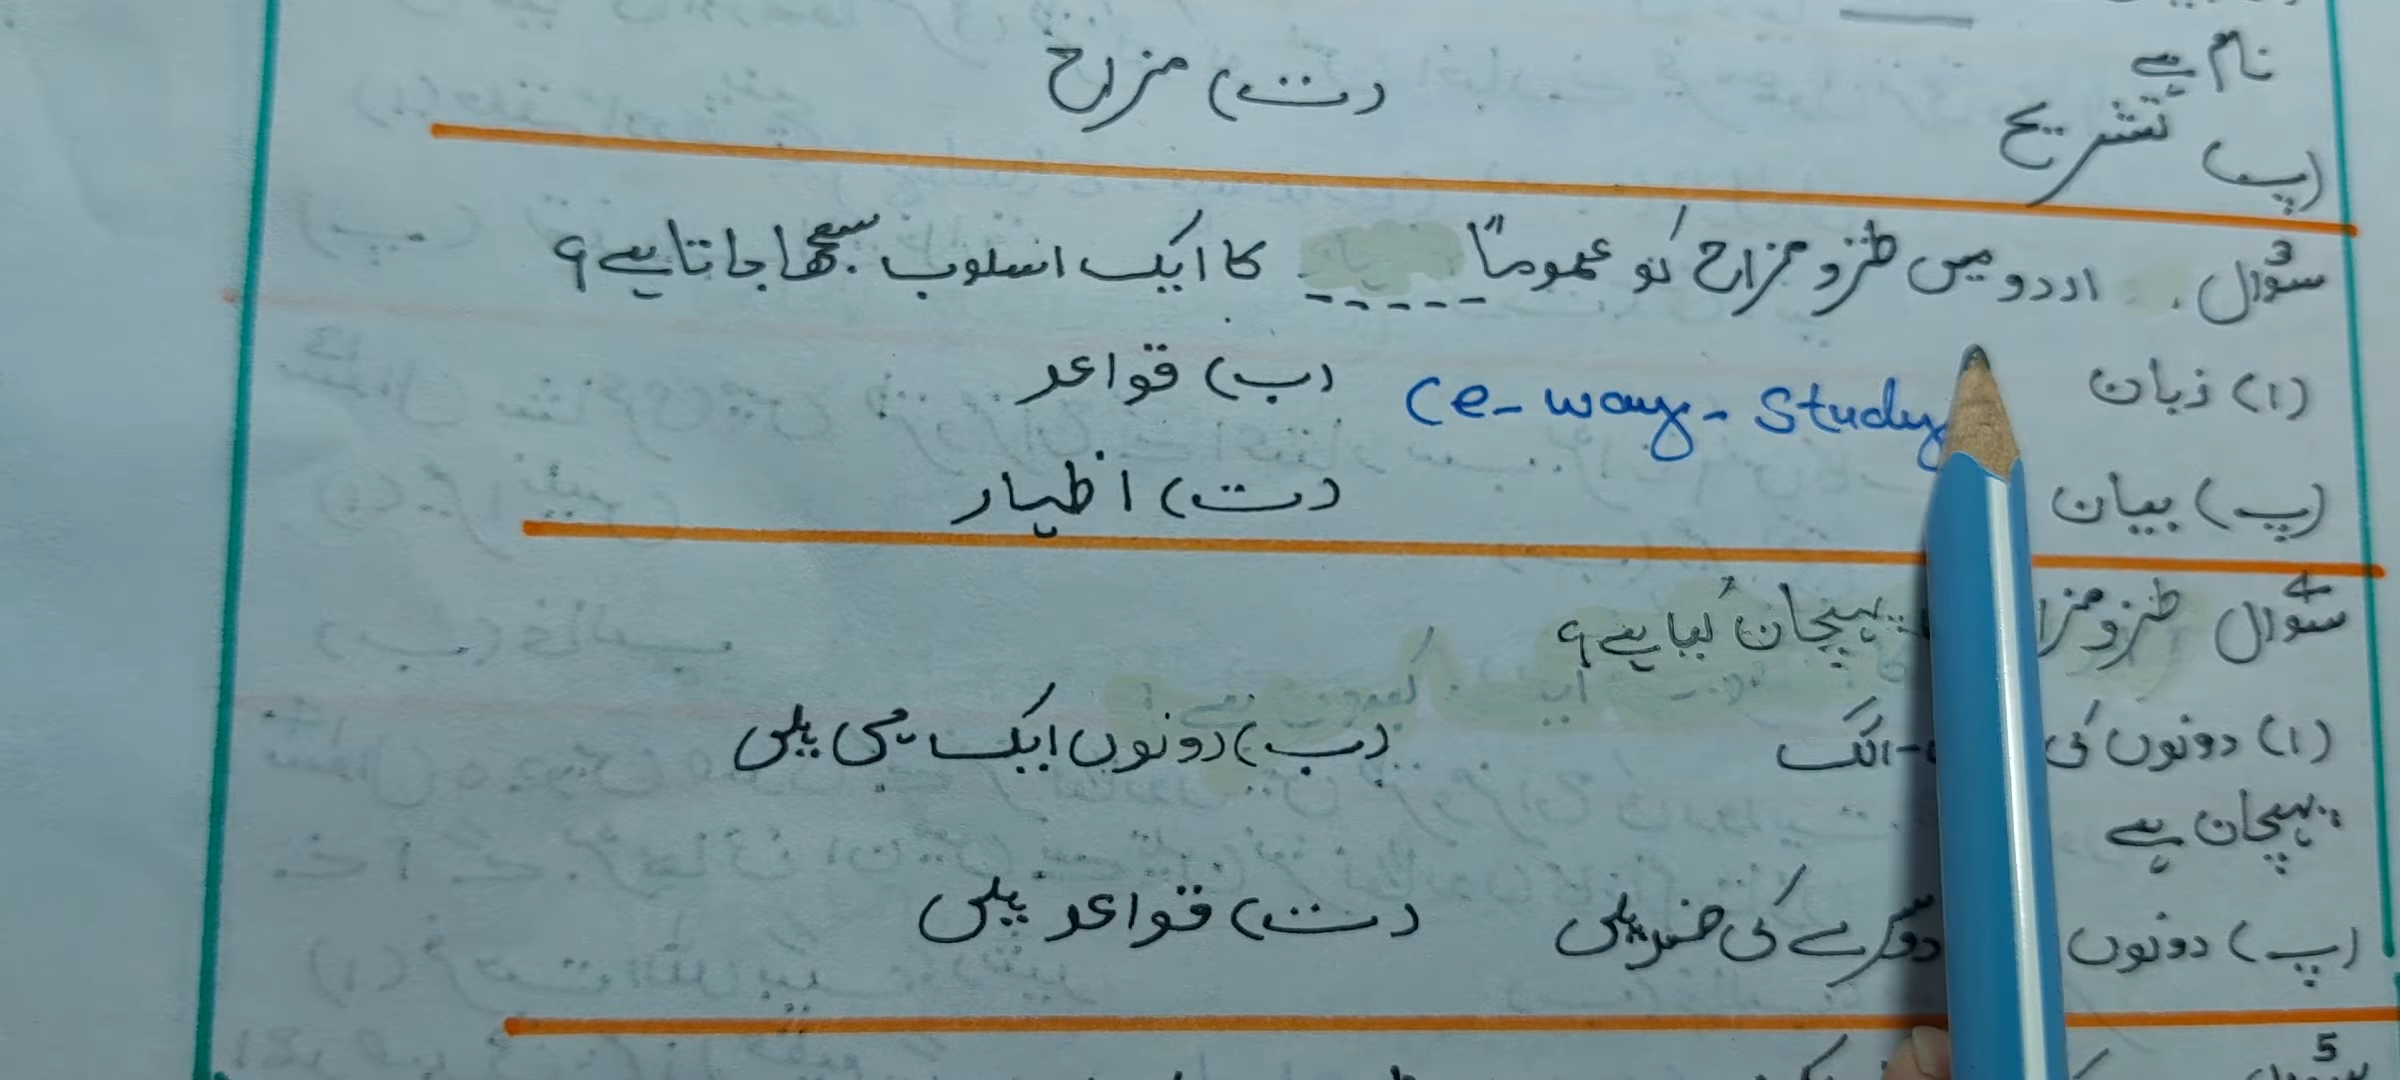 نام ہے
(پ) تشریح (ت) مزاح
سوال 3. اردو میں طنز و مزاح کو عموماً ----- کا ایک اسلوب سمجھا جاتا ہے؟
(ا) زبان (ب) قواعد
(e-way-study
(پ) بیان (ت) اظہار
سوال 4 طنز و مزا پہچان کیا ہے؟
(ا) دونوں کی -الگ (ب) دونوں ایک ہی ہیں
پہچان ہے
(پ) دونوں دوسرے کی ضد ہیں (ت) قواعد ہیں
5